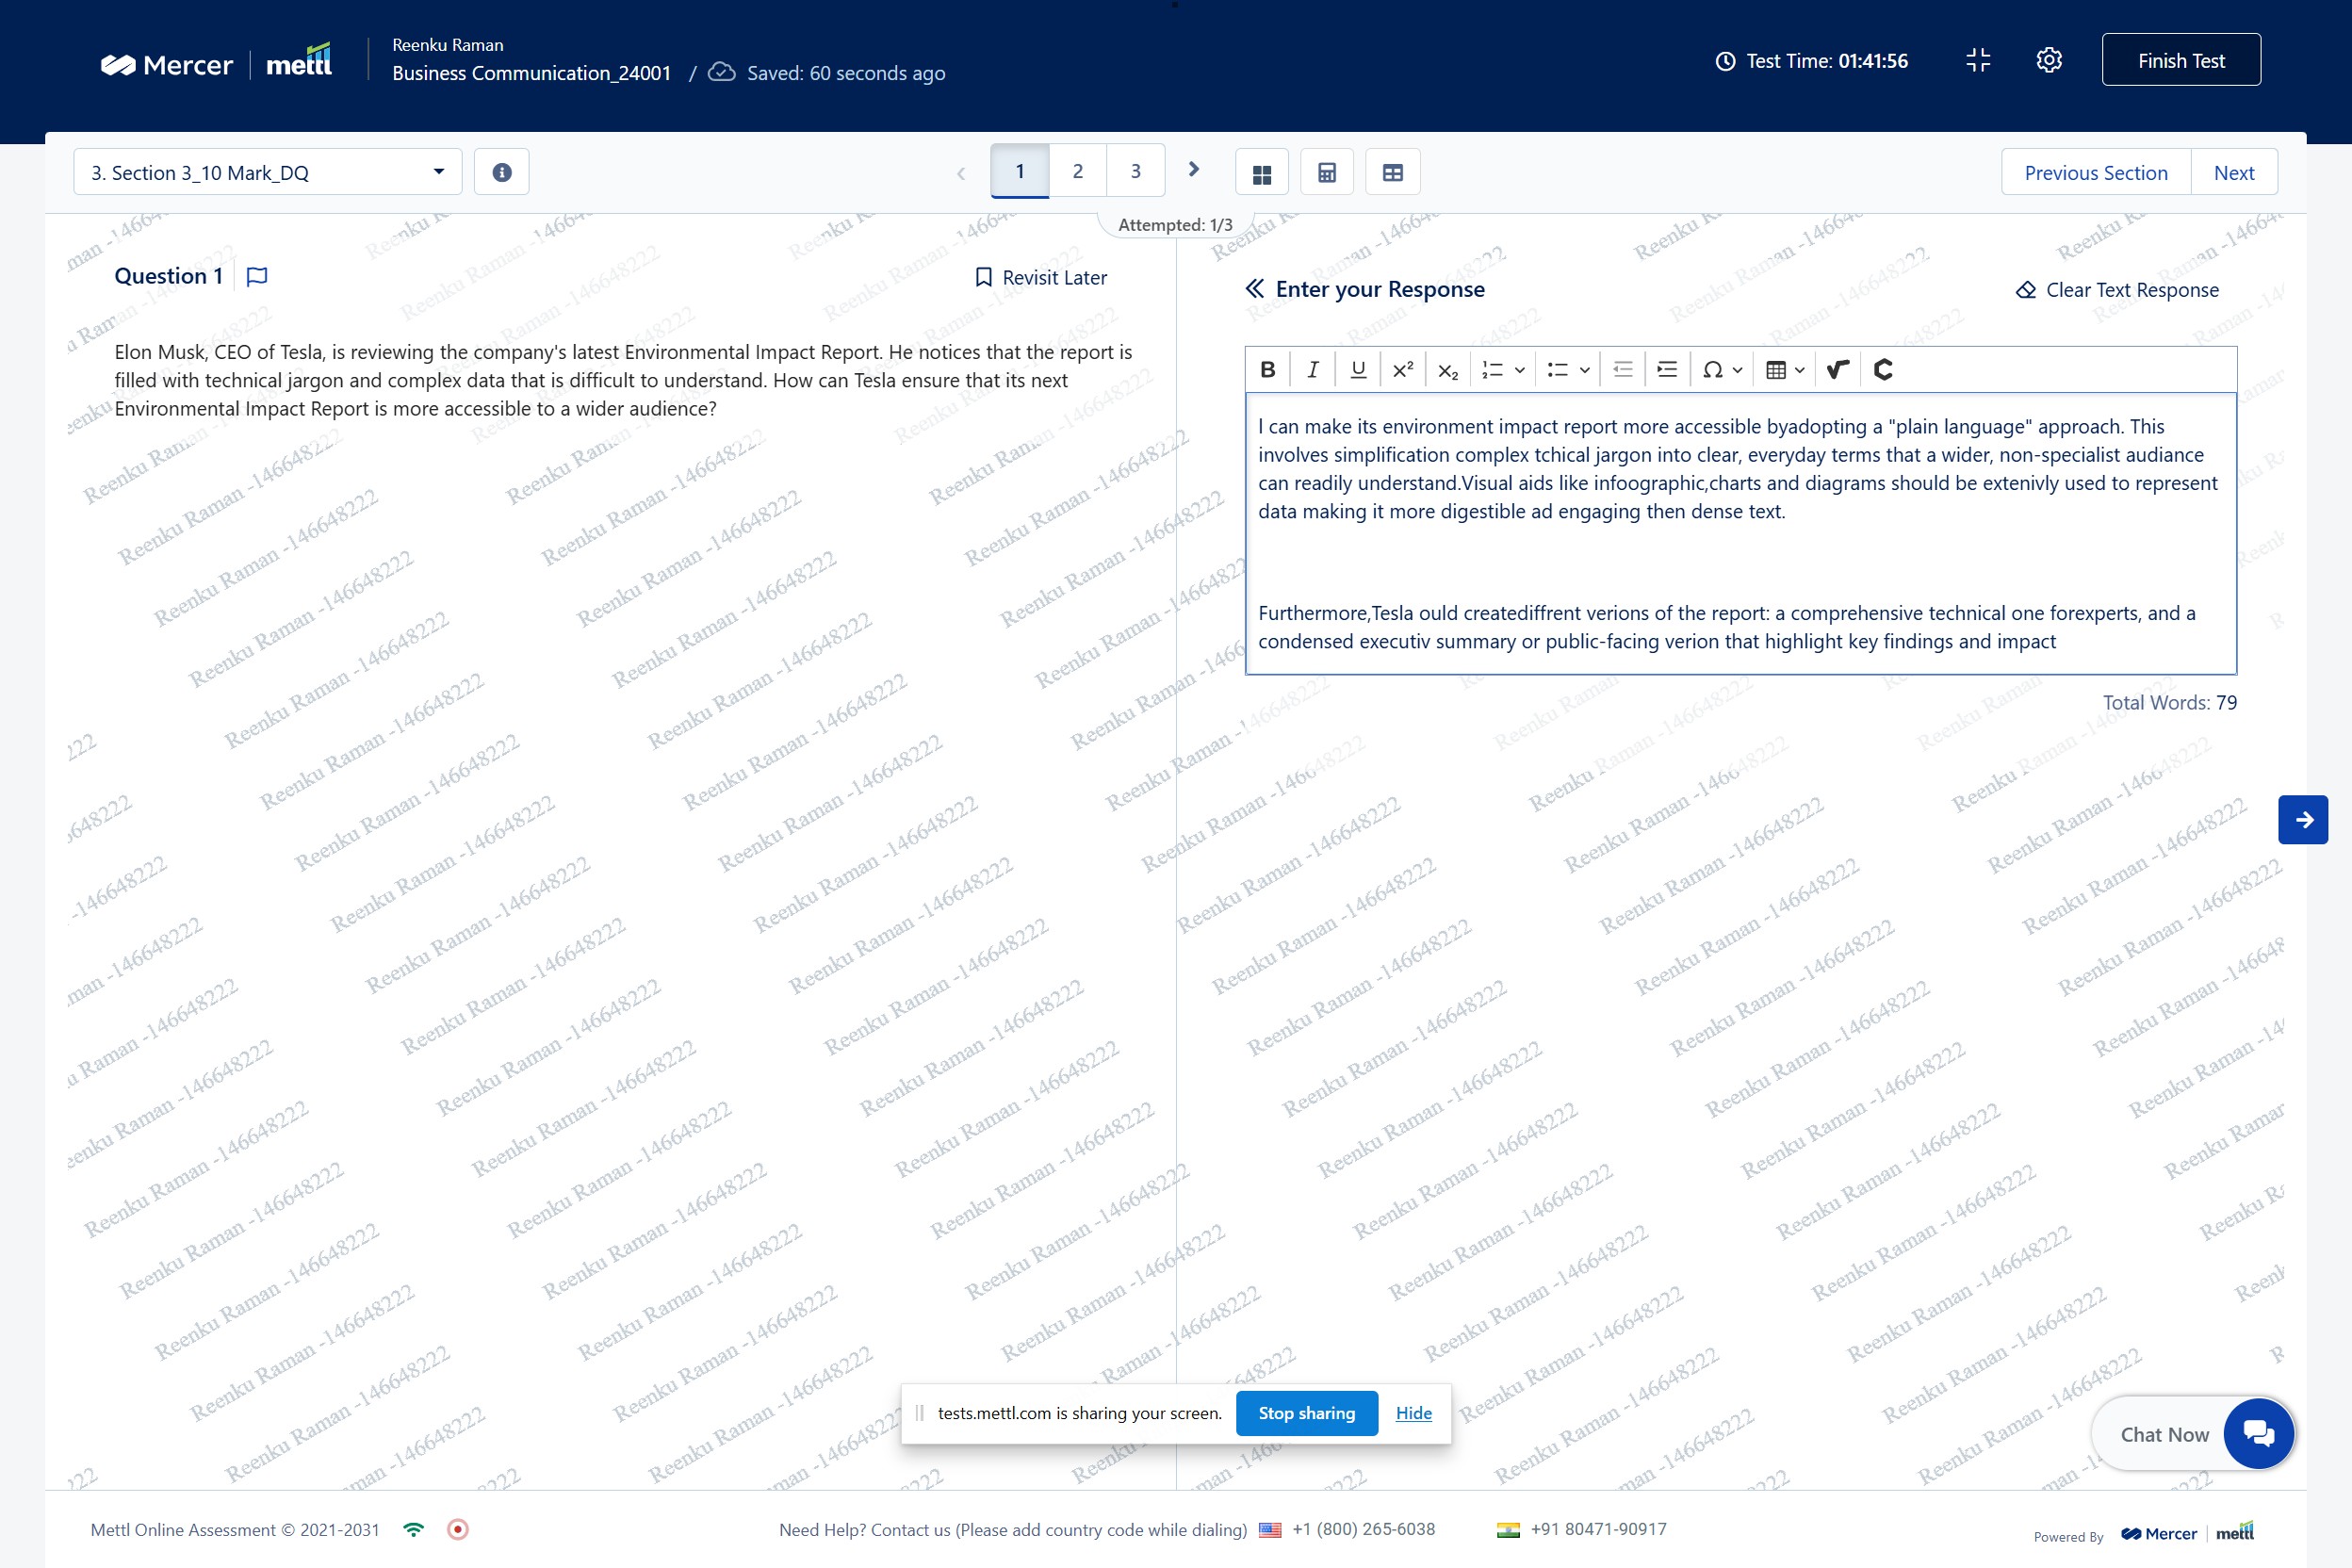 Mercer mettl
Reenku Raman
Business Communication_24001 / Saved: 60 seconds ago
Test Time: 01:41:56
Finish Test
3. Section 3_10 Mark_DQ
1 2 3
Previous Section
Next
Attempted: 1/3
Question 1
Revisit Later
Elon Musk, CEO of Tesla, is reviewing the company's latest Environmental Impact Report. He notices that the report is
filled with technical jargon and complex data that is difficult to understand. How can Tesla ensure that its next
Environmental Impact Report is more accessible to a wider audience?
Enter your Response
Clear Text Response
I can make its environment impact report more accessible byadopting a "plain language" approach. This
involves simplification complex tchical jargon into clear, everyday terms that a wider, non-specialist audiance
can readily understand.Visual aids like infoographic,charts and diagrams should be extenivly used to represent
data making it more digestible ad engaging then dense text.
Furthermore,Tesla ould creatediffrent verions of the report: a comprehensive technical one forexperts, and a
condensed executiv summary or public-facing verion that highlight key findings and impact
Total Words: 79
Reenku Raman -146648222
tests.mettl.com is sharing your screen.
Stop sharing
Hide
Chat Now
Mettl Online Assessment © 2021-2031
Need Help? Contact us (Please add country code while dialing) +1 (800) 265-6038 +91 80471-90917
Powered By Mercer mettl